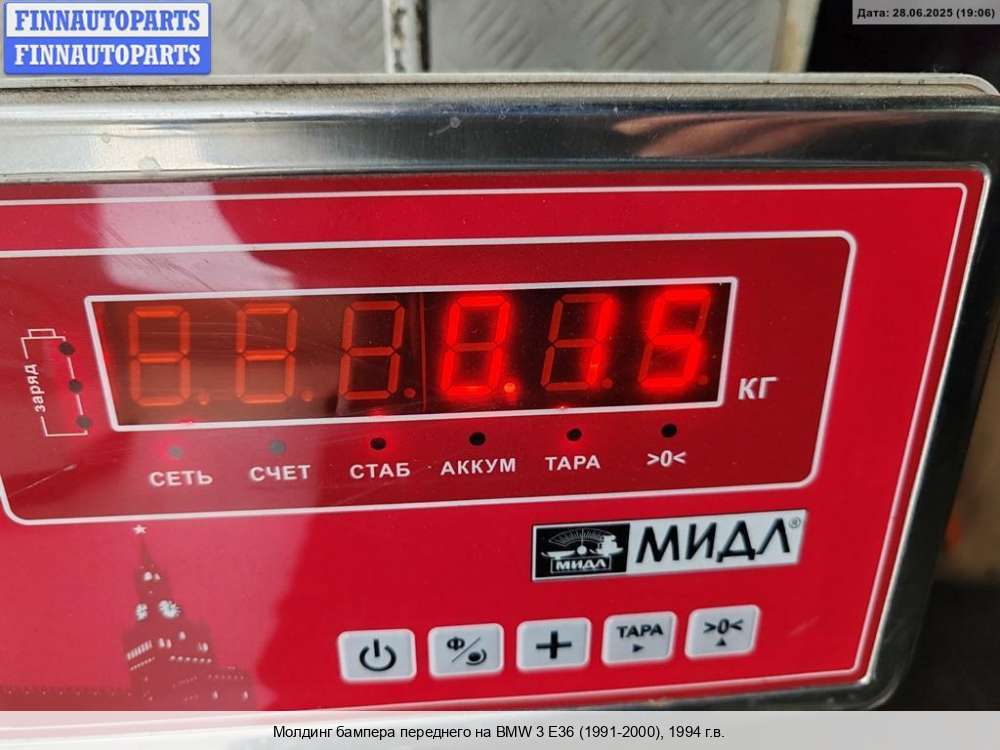 FINNAUTOPARTS
FINNAUTOPARTS
Дата: 28.06.2025 (19:06)
0.15
кг
заряд
СЕТЬ СЧЕТ СТАБ АККУМ ТАРА >0<
МИДЛ МИДЛ®
Ф ТАРА >0<
Молдинг бампера переднего на BMW 3 E36 (1991-2000), 1994 г.в.